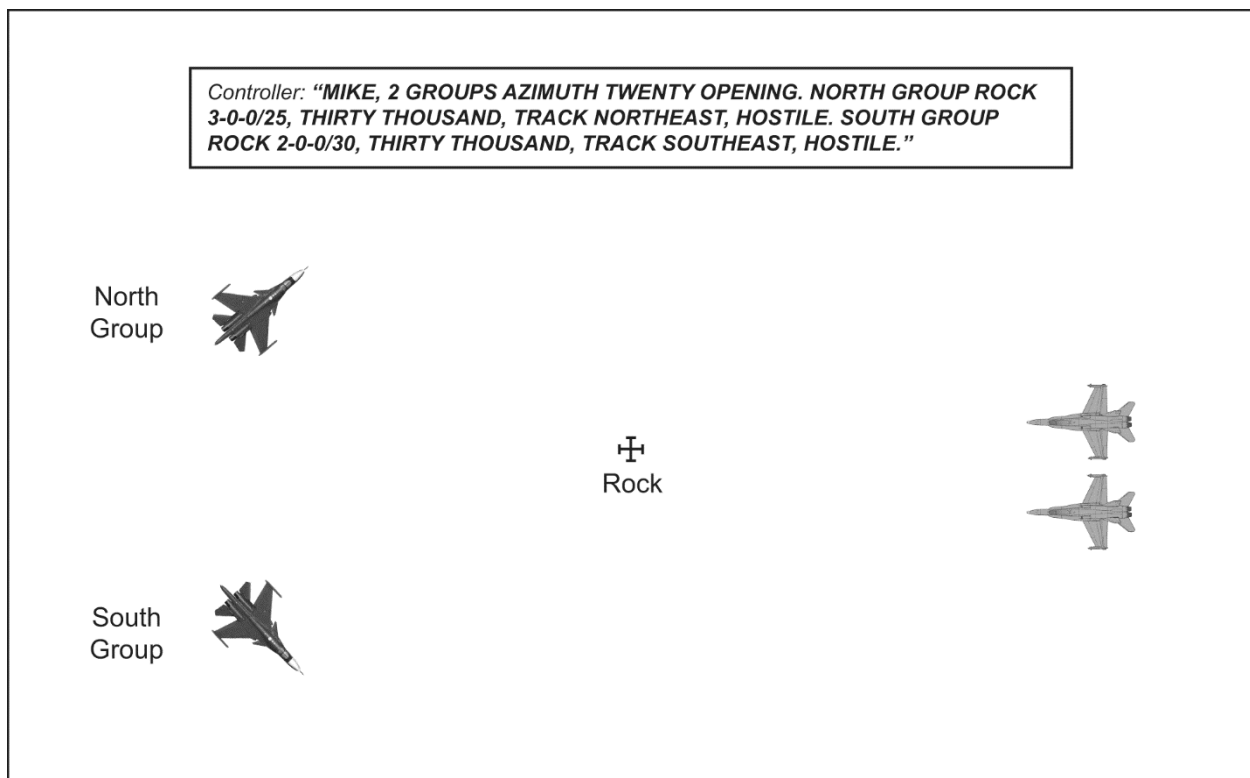 Controller: “MIKE, 2 GROUPS AZIMUTH TWENTY OPENING. NORTH GROUP ROCK
3-0-0/25, THIRTY THOUSAND, TRACK NORTHEAST, HOSTILE. SOUTH GROUP
ROCK 2-0-0/30, THIRTY THOUSAND, TRACK SOUTHEAST, HOSTILE.”
North
Group
Rock
South
Group